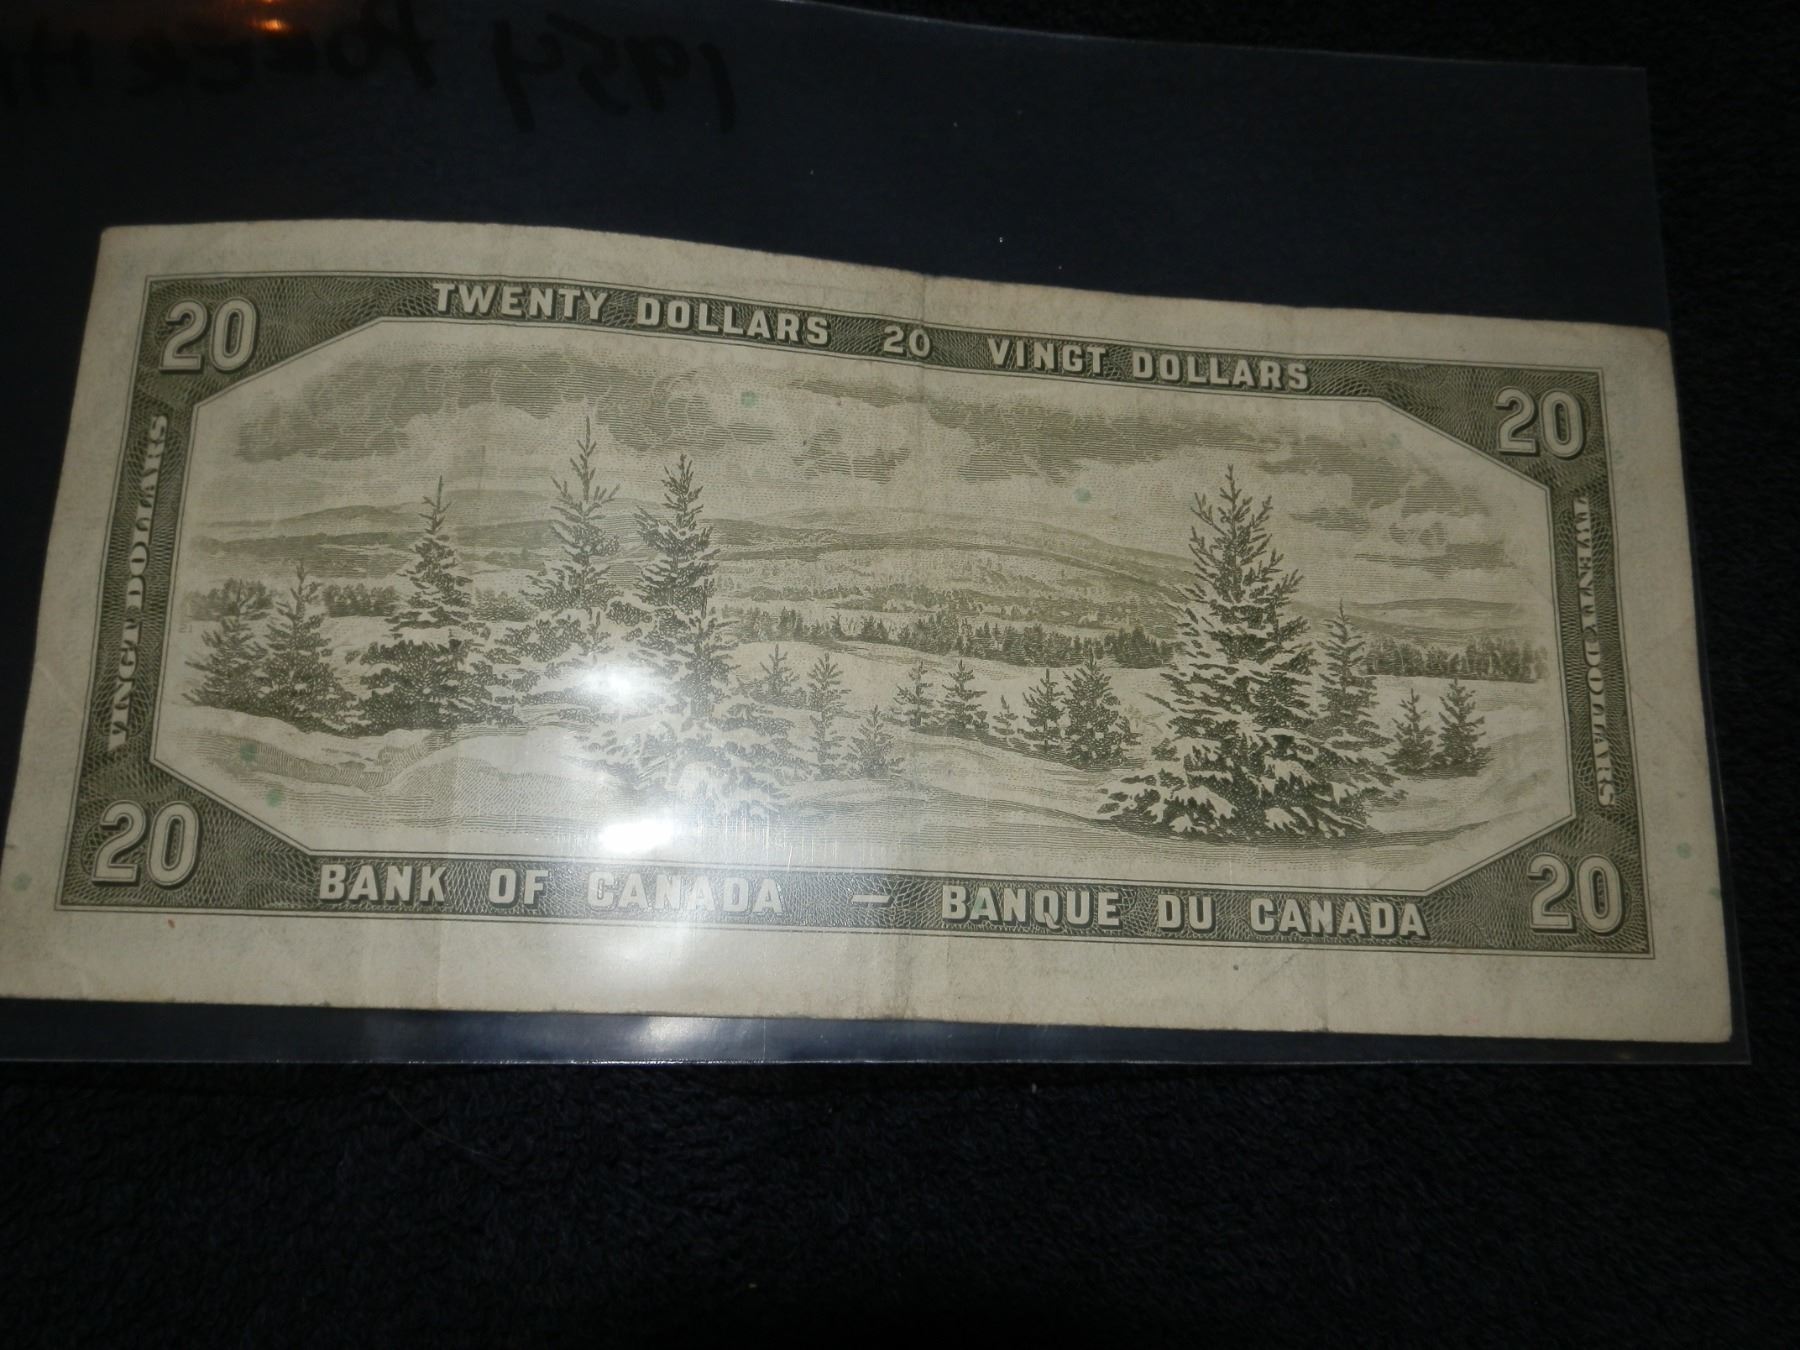 1954 POKER H
20 TWENTY DOLLARS 20 VINGT DOLLARS 20
VINGT DOLLARS
TWENTY DOLLARS
20 BANK OF CANADA — BANQUE DU CANADA 20